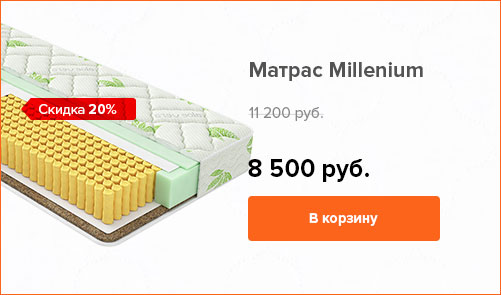 Матрас Millenium
Скидка 20%
11 200 руб.
8 500 руб.
В корзину